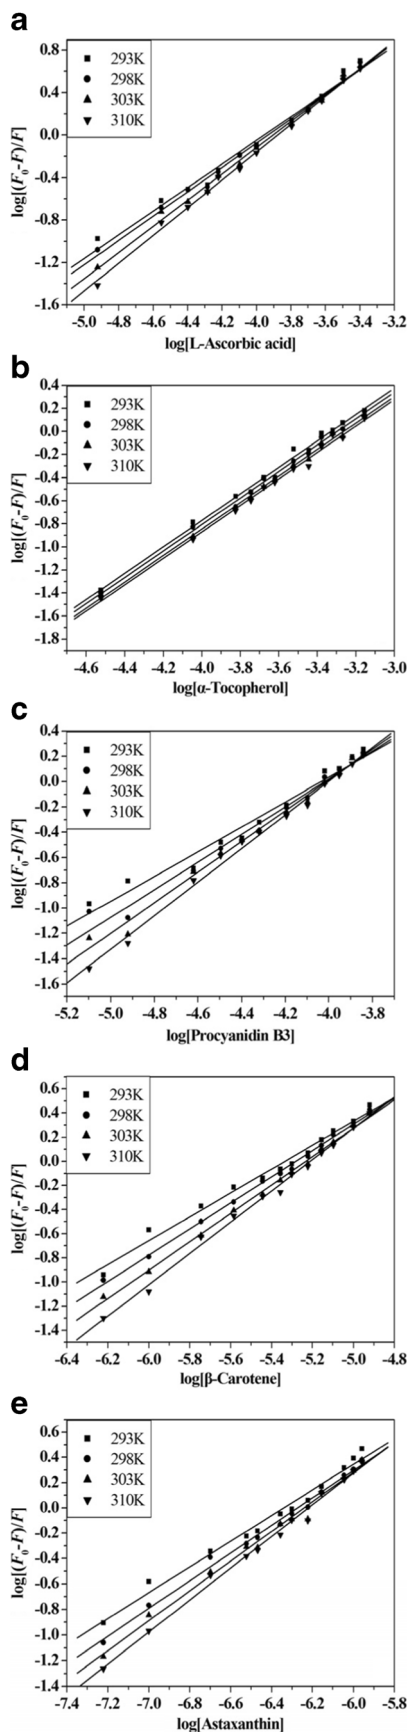 a
0.8
0.4
0.0
-0.4
-0.8
-1.2
-1.6
log[(F0-F)/F]
293K
298K
303K
310K
-5.0 -4.8 -4.6 -4.4 -4.2 -4.0 -3.8 -3.6 -3.4 -3.2
log[L-Ascorbic acid]
b
0.4
0.2
0.0
-0.2
-0.4
-0.6
-0.8
-1.0
-1.2
-1.4
-1.6
-1.8
log[(F0-F)/F]
293K
298K
303K
310K
-4.6 -4.4 -4.2 -4.0 -3.8 -3.6 -3.4 -3.2 -3.0
log[α-Tocopherol]
c
0.4
0.2
0.0
-0.2
-0.4
-0.6
-0.8
-1.0
-1.2
-1.4
-1.6
log[(F0-F)/F]
293K
298K
303K
310K
-5.2 -5.0 -4.8 -4.6 -4.4 -4.2 -4.0 -3.8
log[Procyanidin B3]
d
0.6
0.4
0.2
0.0
-0.2
-0.4
-0.6
-0.8
-1.0
-1.2
-1.4
log[(F0-F)/F]
293K
298K
303K
310K
-6.4 -6.2 -6.0 -5.8 -5.6 -5.4 -5.2 -5.0 -4.8
log[β-Carotene]
e
0.6
0.4
0.2
0.0
-0.2
-0.4
-0.6
-0.8
-1.0
-1.2
-1.4
log[(F0-F)/F]
293K
298K
303K
310K
-7.4 -7.2 -7.0 -6.8 -6.6 -6.4 -6.2 -6.0 -5.8
log[Astaxanthin]